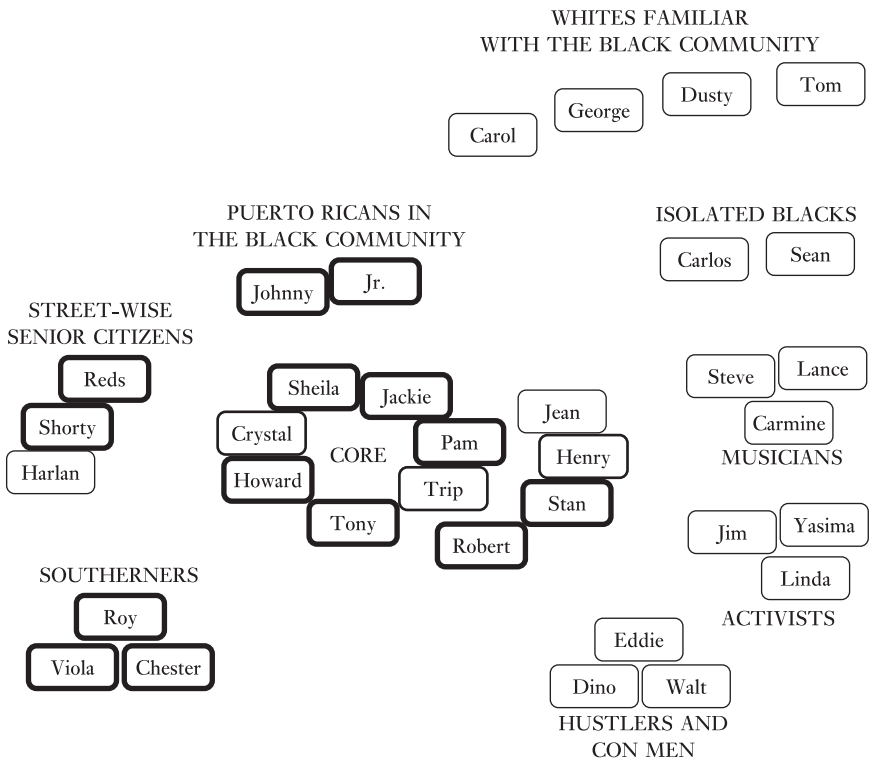 WHITES FAMILIAR
WITH THE BLACK COMMUNITY
Carol
George
Dusty
Tom
PUERTO RICANS IN
THE BLACK COMMUNITY
Johnny
Jr.
ISOLATED BLACKS
Carlos
Sean
STREET-WISE
SENIOR CITIZENS
Reds
Shorty
Harlan
Sheila
Jackie
Crystal
CORE
Pam
Howard
Trip
Tony
Jean
Henry
Stan
Robert
Steve
Lance
Carmine
MUSICIANS
Jim
Yasima
Linda
ACTIVISTS
SOUTHERNERS
Roy
Viola
Chester
Eddie
Dino
Walt
HUSTLERS AND
CON MEN